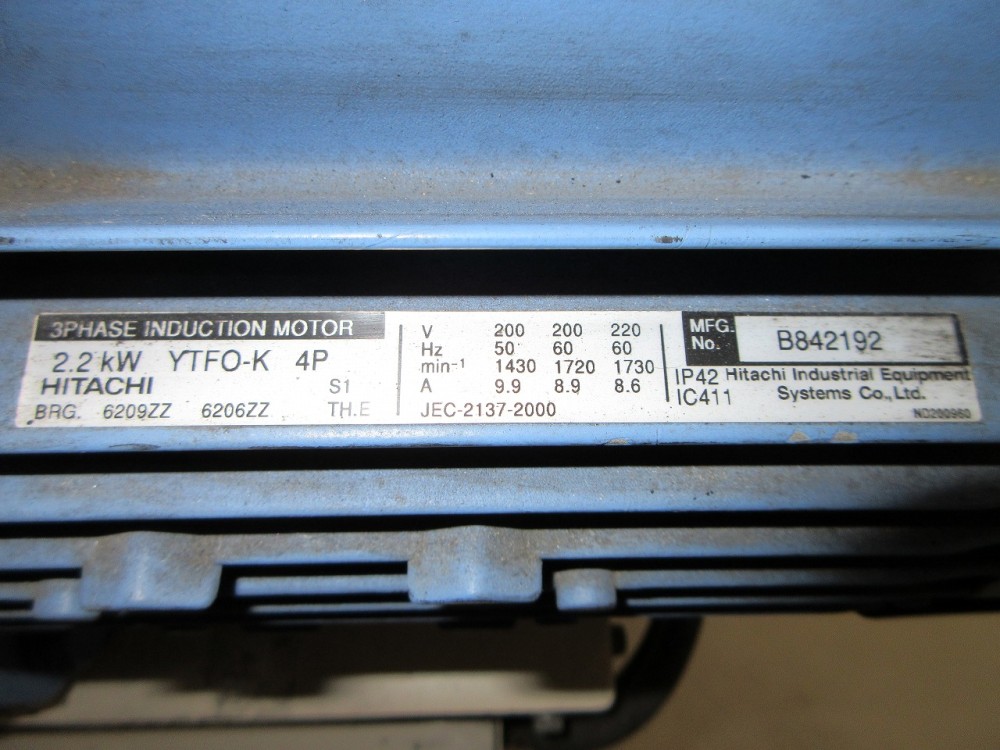 3PHASE INDUCTION MOTOR
2.2 kW YTFO-K 4P
HITACHI S1
BRG. 6209ZZ 6206ZZ TH.E
V 200 200 220
Hz 50 60 60
min-1 1430 1720 1730
A 9.9 8.9 8.6
JEC-2137-2000
MFG. No. B842192
IP42 Hitachi Industrial Equipment
IC411 Systems Co., Ltd.